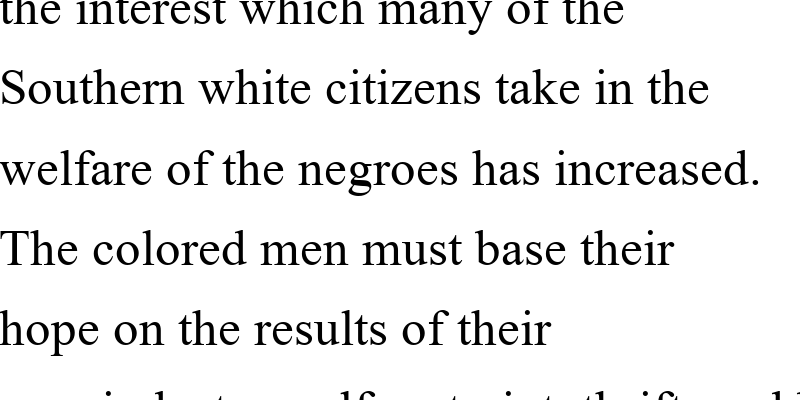 the interest which many of the
Southern white citizens take in the
welfare of the negroes has increased.
The colored men must base their
hope on the results of their